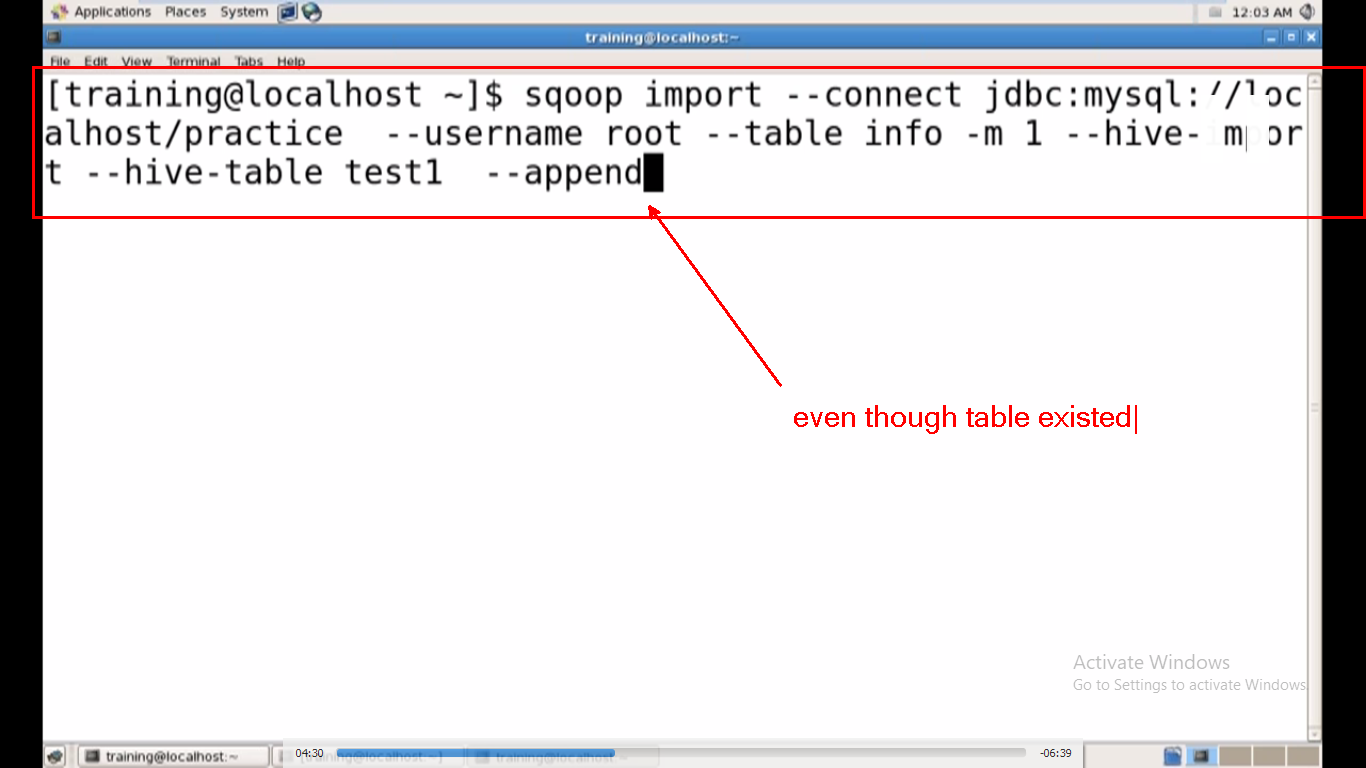 Applications Places System 12:03 AM
training@localhost:~
File Edit View Terminal Tabs Help
[training@localhost ~]$ sqoop import --connect jdbc:mysql://loc
alhost/practice --username root --table info -m 1 --hive-import
t --hive-table test1 --append
even though table existed
Activate Windows
Go to Settings to activate Windows.
training@localhost:~ 04:30 [training@localhost:~] training@localhost:~ -06:39